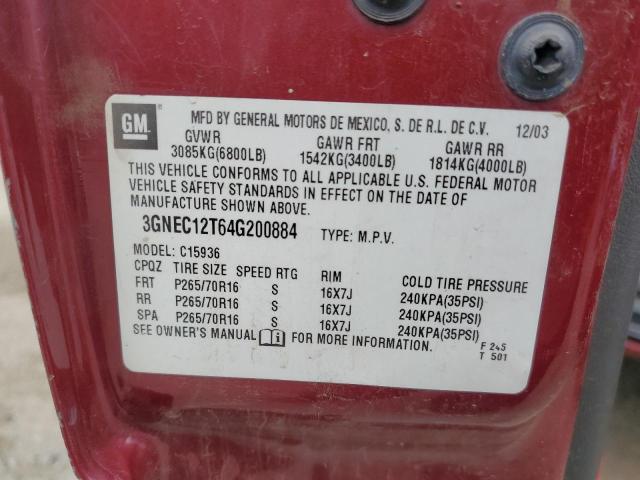 GM
MFD BY GENERAL MOTORS DE MEXICO, S. DE R.L. DE C.V. 12/03
GVWR GAWR FRT GAWR RR
3085KG(6800LB) 1542KG(3400LB) 1814KG(4000LB)
THIS VEHICLE CONFORMS TO ALL APPLICABLE U.S. FEDERAL MOTOR
VEHICLE SAFETY STANDARDS IN EFFECT ON THE DATE OF
MANUFACTURE SHOWN ABOVE.
3GNEC12T64G200884 TYPE: M.P.V.
MODEL: C15936
CPQZ TIRE SIZE SPEED RTG RIM COLD TIRE PRESSURE
FRT P265/70R16 S 16X7J 240KPA(35PSI)
RR P265/70R16 S 16X7J 240KPA(35PSI)
SPA P265/70R16 S 16X7J 240KPA(35PSI)
SEE OWNER'S MANUAL i FOR MORE INFORMATION.
F 245
T 501